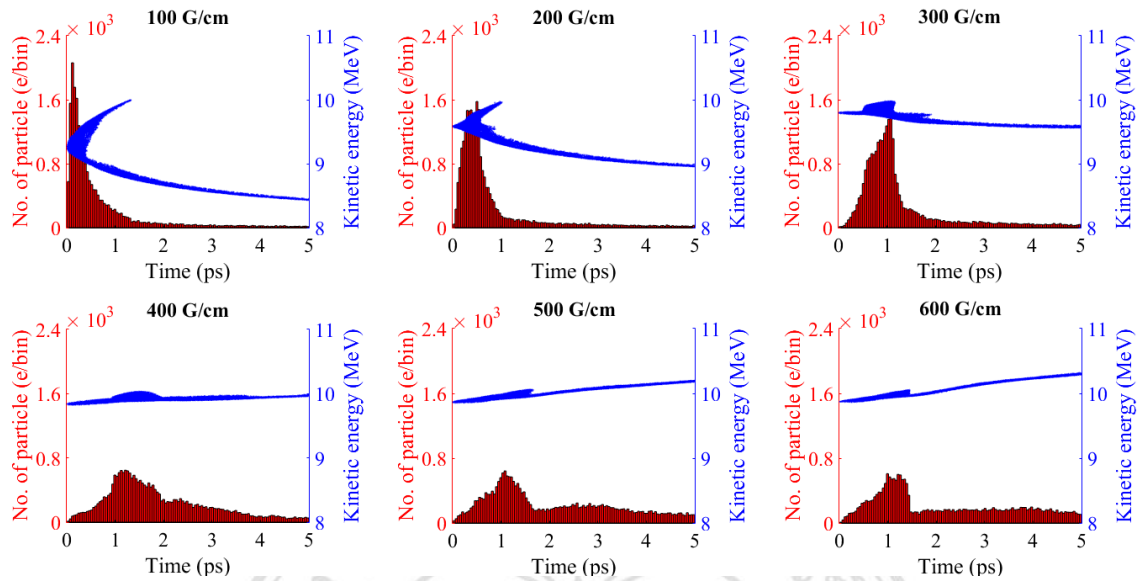 100 G/cm
200 G/cm
300 G/cm
× 10³
2.4
1.6
0.8
0
No. of particle (e/bin)
11
10
9
8
Kinetic energy (MeV)
0 1 2 3 4 5
Time (ps)
× 10³
2.4
1.6
0.8
0
No. of particle (e/bin)
11
10
9
8
Kinetic energy (MeV)
0 1 2 3 4 5
Time (ps)
× 10³
2.4
1.6
0.8
0
No. of particle (e/bin)
11
10
9
8
Kinetic energy (MeV)
0 1 2 3 4 5
Time (ps)
400 G/cm
500 G/cm
600 G/cm
× 10³
2.4
1.6
0.8
0
No. of particle (e/bin)
11
10
9
8
Kinetic energy (MeV)
0 1 2 3 4 5
Time (ps)
× 10³
2.4
1.6
0.8
0
No. of particle (e/bin)
11
10
9
8
Kinetic energy (MeV)
0 1 2 3 4 5
Time (ps)
× 10³
2.4
1.6
0.8
0
No. of particle (e/bin)
11
10
9
8
Kinetic energy (MeV)
0 1 2 3 4 5
Time (ps)